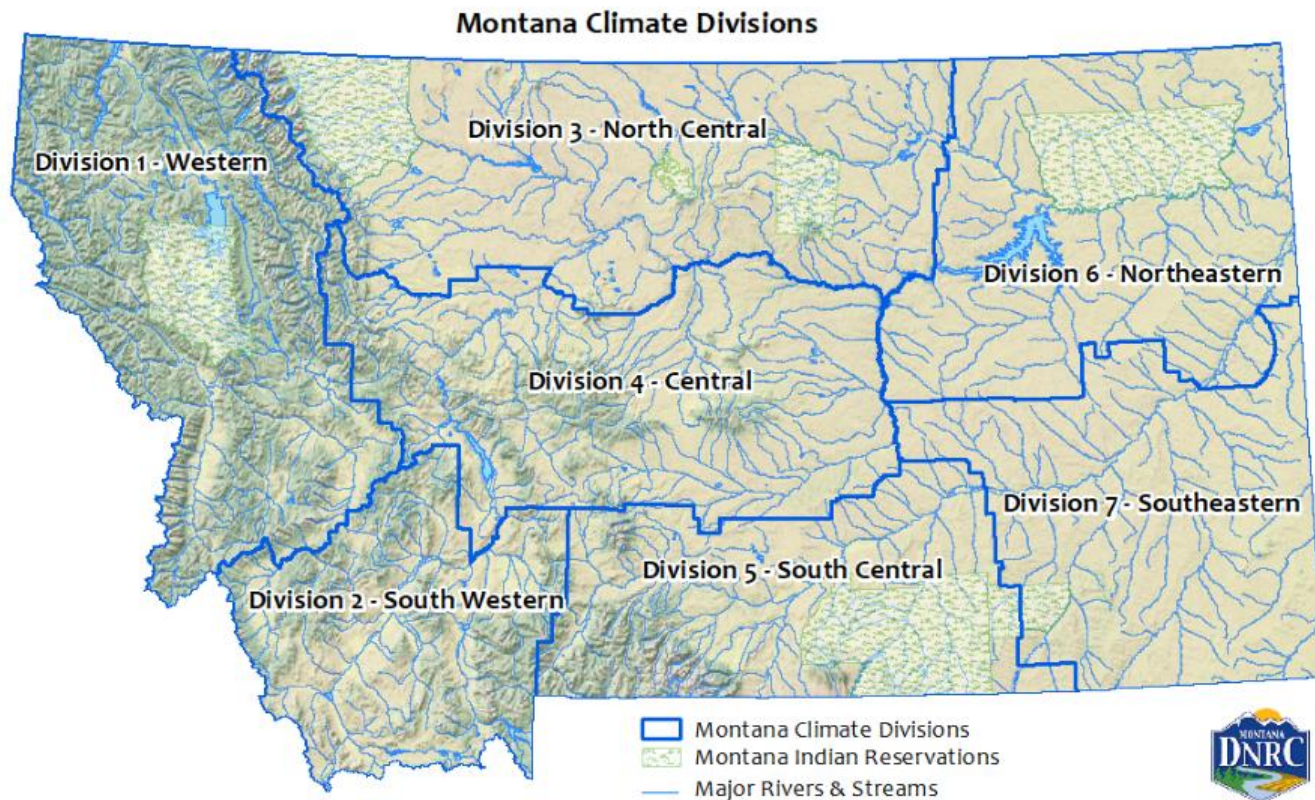 Montana Climate Divisions
Division 3 - North Central
Division 1 - Western
Division 6 - Northeastern
Division 4 - Central
Division 7 - Southeastern
Division 5 - South Central
Division 2 - South Western
Montana Climate Divisions
Montana Indian Reservations
Major Rivers & Streams
MONTANA
DNRC